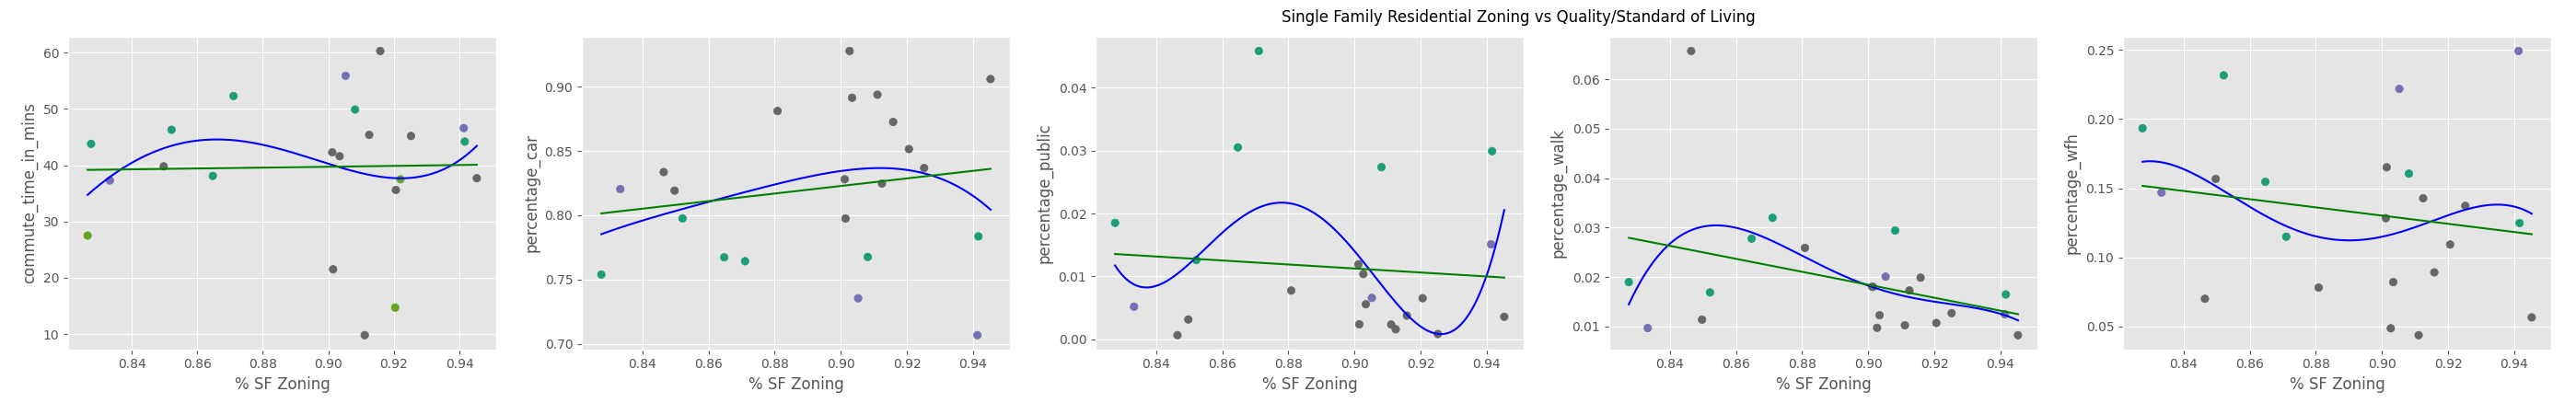 Single Family Residential Zoning vs Quality/Standard of Living
commute_time_in_mins
60
50
40
30
20
10
0.84 0.86 0.88 0.90 0.92 0.94
% SF Zoning
percentage_car
0.90
0.85
0.80
0.75
0.70
0.84 0.86 0.88 0.90 0.92 0.94
% SF Zoning
percentage_public
0.04
0.03
0.02
0.01
0.00
0.84 0.86 0.88 0.90 0.92 0.94
% SF Zoning
percentage_walk
0.06
0.05
0.04
0.03
0.02
0.01
0.84 0.86 0.88 0.90 0.92 0.94
% SF Zoning
percentage_wfh
0.25
0.20
0.15
0.10
0.05
0.84 0.86 0.88 0.90 0.92 0.94
% SF Zoning